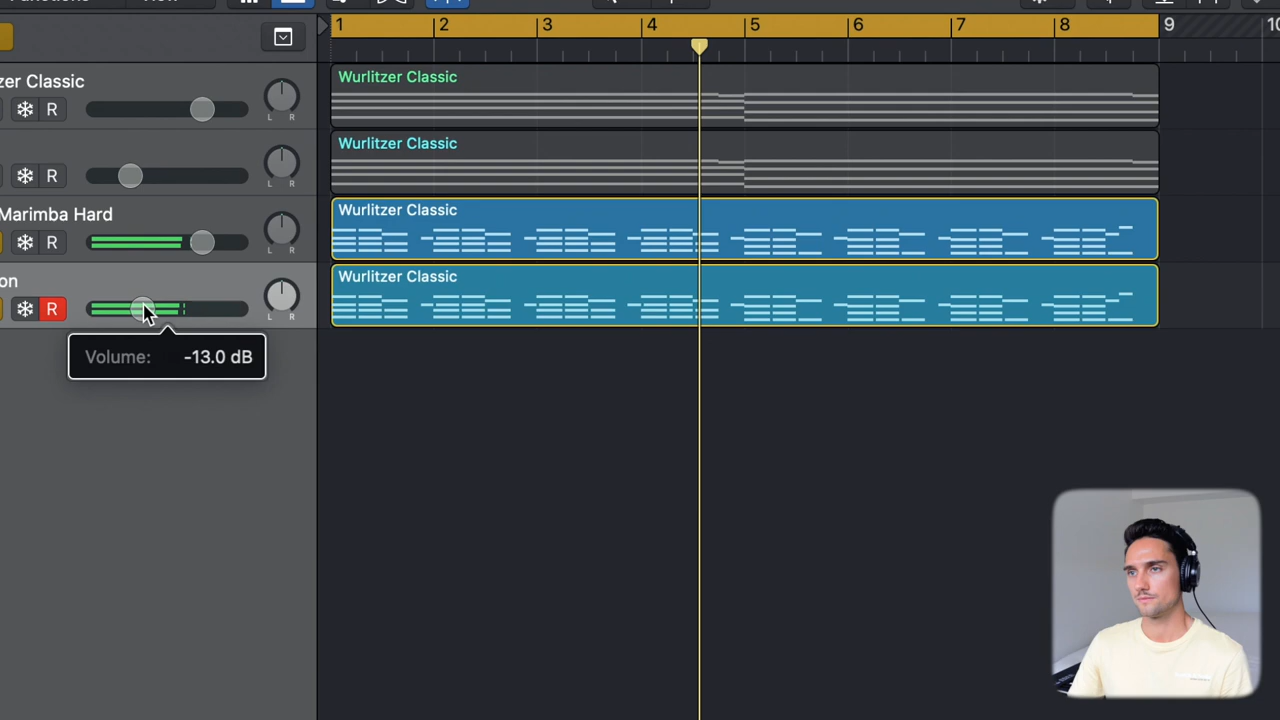 1 2 3 4 5 6 7 8 9 10
zer Classic
R
L R
Wurlitzer Classic
R
L R
Wurlitzer Classic
Marimba Hard
R
L R
Wurlitzer Classic
on
R
L R
Wurlitzer Classic
Volume: -13.0 dB